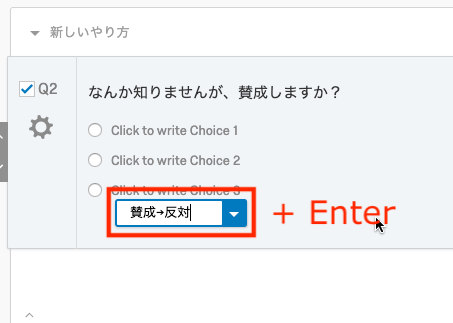 新しいやり方
Q2
なんか知りませんが、賛成しますか？
Click to write Choice 1
Click to write Choice 2
Click to write Choice 3
賛成→反対
+ Enter